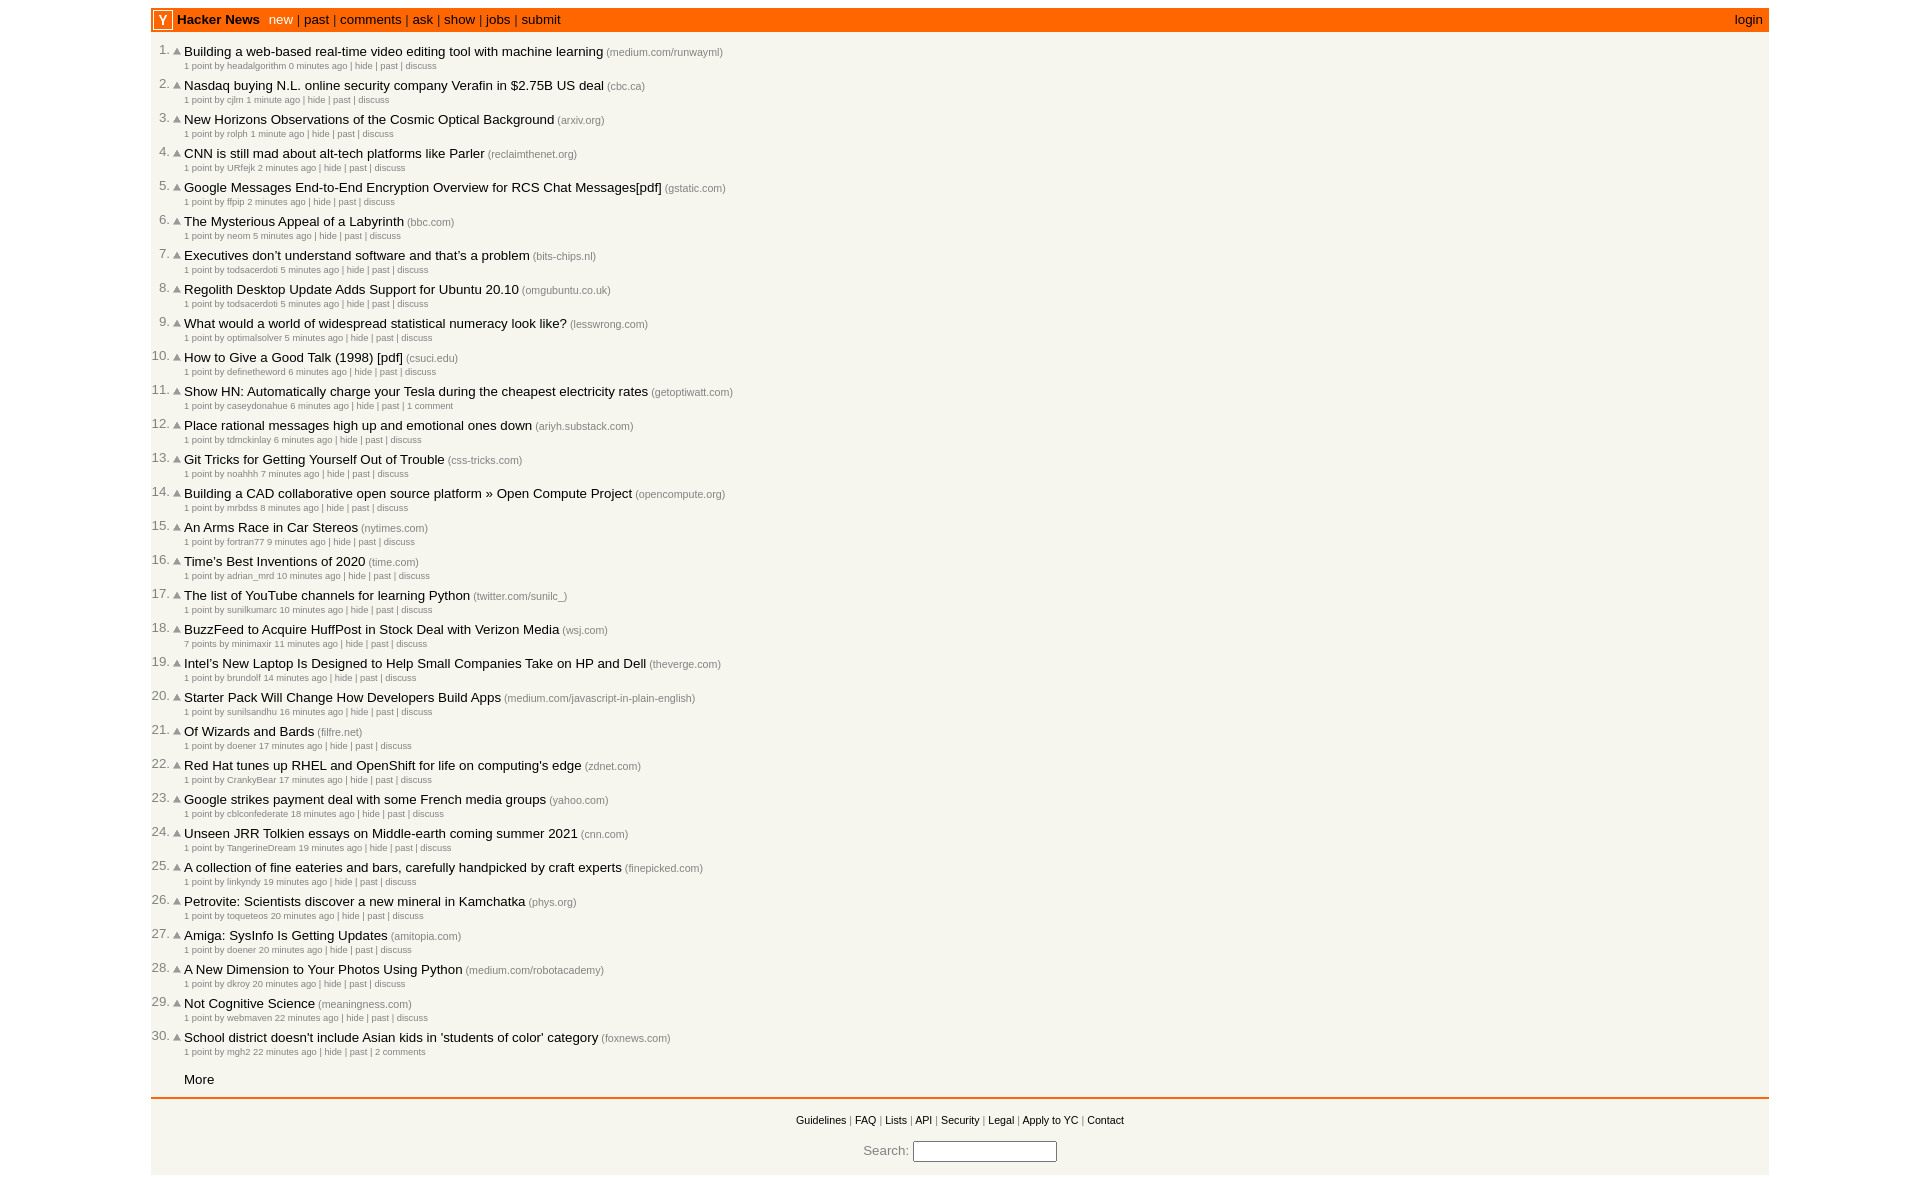 Y Hacker News new | past | comments | ask | show | jobs | submit login
1. Building a web-based real-time video editing tool with machine learning (medium.com/runwayml)
1 point by headalgorithm 0 minutes ago | hide | past | discuss
2. Nasdaq buying N.L. online security company Verafin in $2.75B US deal (cbc.ca)
1 point by cjlm 1 minute ago | hide | past | discuss
3. New Horizons Observations of the Cosmic Optical Background (arxiv.org)
1 point by rolph 1 minute ago | hide | past | discuss
4. CNN is still mad about alt-tech platforms like Parler (reclaimthenet.org)
1 point by URfejk 2 minutes ago | hide | past | discuss
5. Google Messages End-to-End Encryption Overview for RCS Chat Messages[pdf] (gstatic.com)
1 point by ffpip 2 minutes ago | hide | past | discuss
6. The Mysterious Appeal of a Labyrinth (bbc.com)
1 point by neom 5 minutes ago | hide | past | discuss
7. Executives don’t understand software and that’s a problem (bits-chips.nl)
1 point by todsacerdoti 5 minutes ago | hide | past | discuss
8. Regolith Desktop Update Adds Support for Ubuntu 20.10 (omgubuntu.co.uk)
1 point by todsacerdoti 5 minutes ago | hide | past | discuss
9. What would a world of widespread statistical numeracy look like? (lesswrong.com)
1 point by optimalsolver 5 minutes ago | hide | past | discuss
10. How to Give a Good Talk (1998) [pdf] (csuci.edu)
1 point by definetheword 6 minutes ago | hide | past | discuss
11. Show HN: Automatically charge your Tesla during the cheapest electricity rates (getoptiwatt.com)
1 point by caseydonahue 6 minutes ago | hide | past | 1 comment
12. Place rational messages high up and emotional ones down (ariyh.substack.com)
1 point by tdmckinlay 6 minutes ago | hide | past | discuss
13. Git Tricks for Getting Yourself Out of Trouble (css-tricks.com)
1 point by noahhh 7 minutes ago | hide | past | discuss
14. Building a CAD collaborative open source platform » Open Compute Project (opencompute.org)
1 point by mrbdss 8 minutes ago | hide | past | discuss
15. An Arms Race in Car Stereos (nytimes.com)
1 point by fortran77 9 minutes ago | hide | past | discuss
16. Time’s Best Inventions of 2020 (time.com)
1 point by adrian_mrd 10 minutes ago | hide | past | discuss
17. The list of YouTube channels for learning Python (twitter.com/sunilc_)
1 point by sunilkumarc 10 minutes ago | hide | past | discuss
18. BuzzFeed to Acquire HuffPost in Stock Deal with Verizon Media (wsj.com)
7 points by minimaxir 11 minutes ago | hide | past | discuss
19. Intel’s New Laptop Is Designed to Help Small Companies Take on HP and Dell (theverge.com)
1 point by brundolf 14 minutes ago | hide | past | discuss
20. Starter Pack Will Change How Developers Build Apps (medium.com/javascript-in-plain-english)
1 point by sunilsandhu 16 minutes ago | hide | past | discuss
21. Of Wizards and Bards (filfre.net)
1 point by doener 17 minutes ago | hide | past | discuss
22. Red Hat tunes up RHEL and OpenShift for life on computing's edge (zdnet.com)
1 point by CrankyBear 17 minutes ago | hide | past | discuss
23. Google strikes payment deal with some French media groups (yahoo.com)
1 point by cblconfederate 18 minutes ago | hide | past | discuss
24. Unseen JRR Tolkien essays on Middle-earth coming summer 2021 (cnn.com)
1 point by TangerineDream 19 minutes ago | hide | past | discuss
25. A collection of fine eateries and bars, carefully handpicked by craft experts (finepicked.com)
1 point by linkyndy 19 minutes ago | hide | past | discuss
26. Petrovite: Scientists discover a new mineral in Kamchatka (phys.org)
1 point by toqueteos 20 minutes ago | hide | past | discuss
27. Amiga: SysInfo Is Getting Updates (amitopia.com)
1 point by doener 20 minutes ago | hide | past | discuss
28. A New Dimension to Your Photos Using Python (medium.com/robotacademy)
1 point by dkroy 20 minutes ago | hide | past | discuss
29. Not Cognitive Science (meaningness.com)
1 point by webmaven 22 minutes ago | hide | past | discuss
30. School district doesn't include Asian kids in 'students of color' category (foxnews.com)
1 point by mgh2 22 minutes ago | hide | past | 2 comments
More
Guidelines | FAQ | Lists | API | Security | Legal | Apply to YC | Contact
Search: